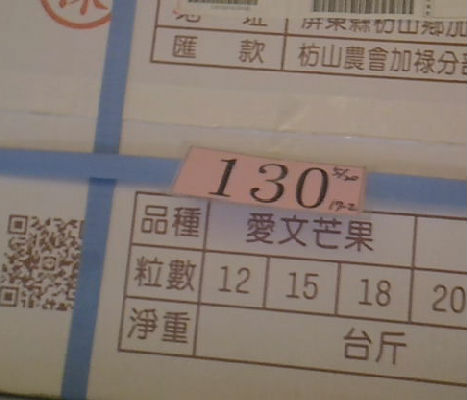 地 址 屏東縣枋山鄉加
匯 款 枋山農會加祿分部
130
品種 愛文芒果
粒數 12 15 18 20
淨重 台斤